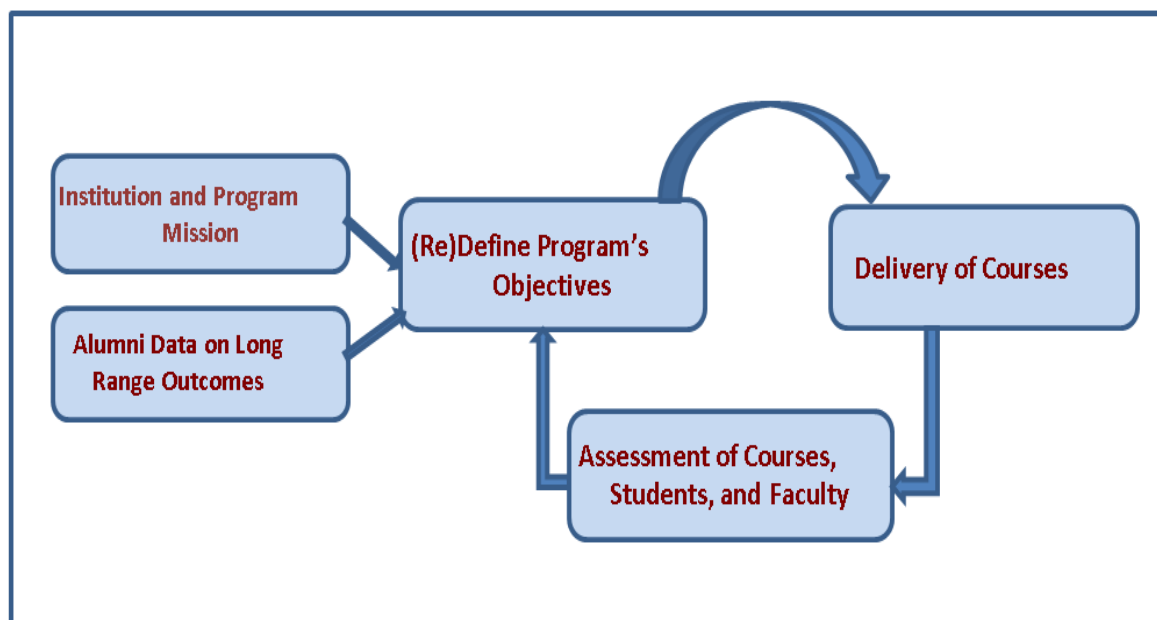 Institution and Program
Mission
(Re)Define Program's
Objectives
Delivery of Courses
Alumni Data on Long
Range Outcomes
Assessment of Courses,
Students, and Faculty